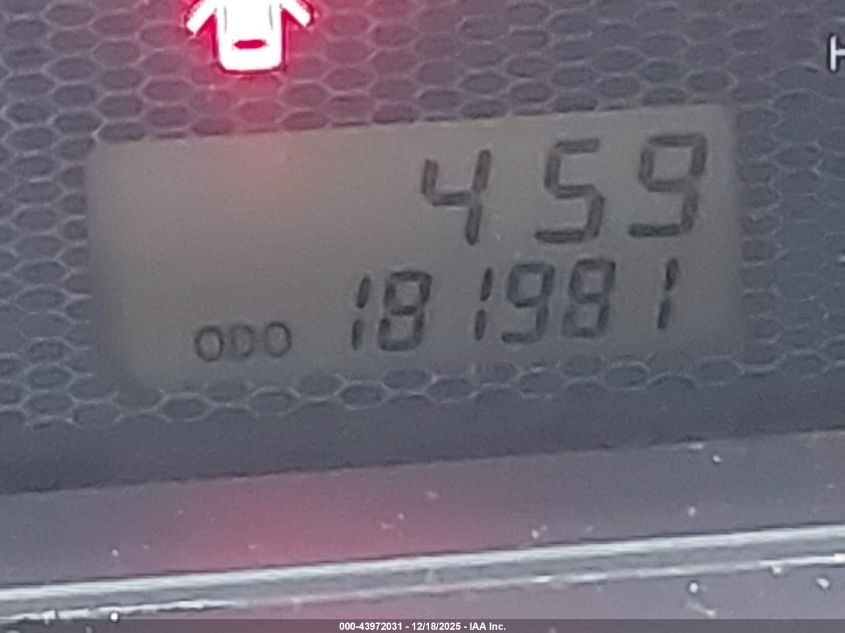 H
459
ODO 181981
000-43972031 - 12/18/2025 - IAA Inc.